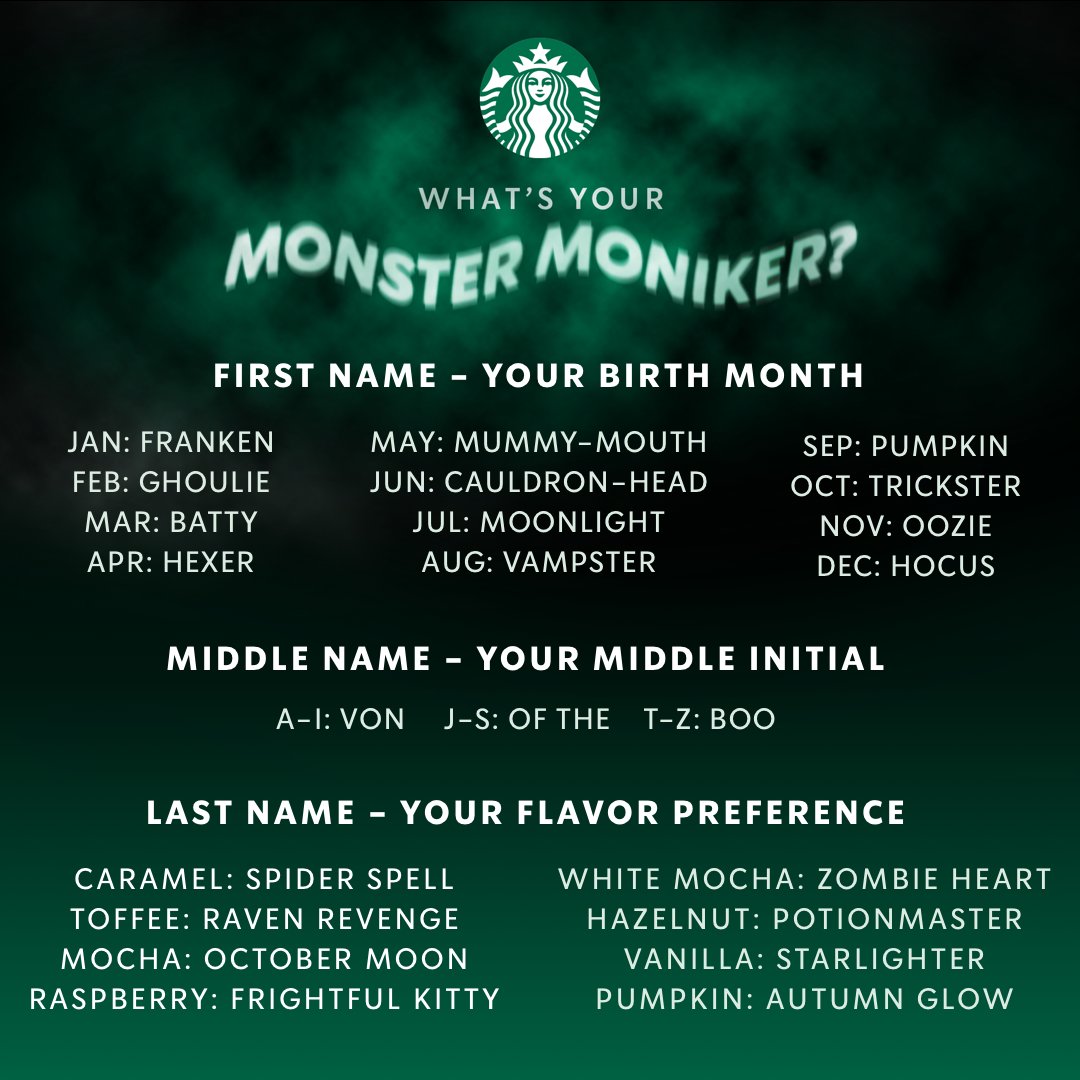 WHAT'S YOUR
MONSTER MONIKER?
FIRST NAME – YOUR BIRTH MONTH
JAN: FRANKEN
FEB: GHOULIE
MAR: BATTY
APR: HEXER
MAY: MUMMY–MOUTH
JUN: CAULDRON–HEAD
JUL: MOONLIGHT
AUG: VAMPSTER
SEP: PUMPKIN
OCT: TRICKSTER
NOV: OOZIE
DEC: HOCUS
MIDDLE NAME – YOUR MIDDLE INITIAL
A–I: VON J–S: OF THE T–Z: BOO
LAST NAME – YOUR FLAVOR PREFERENCE
CARAMEL: SPIDER SPELL
TOFFEE: RAVEN REVENGE
MOCHA: OCTOBER MOON
RASPBERRY: FRIGHTFUL KITTY
WHITE MOCHA: ZOMBIE HEART
HAZELNUT: POTIONMASTER
VANILLA: STARLIGHTER
PUMPKIN: AUTUMN GLOW